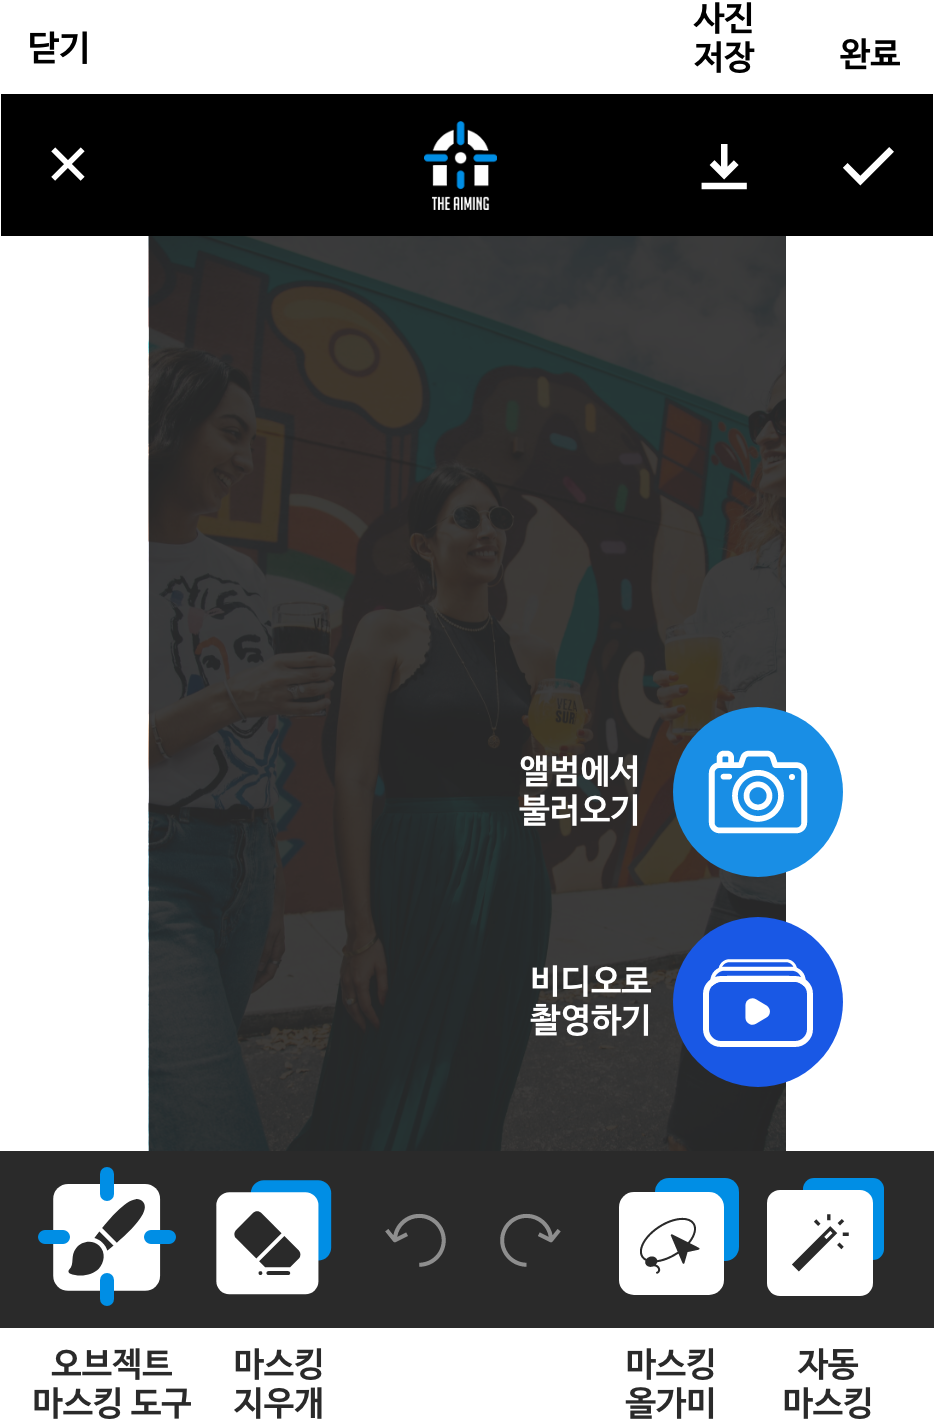 닫기
사진
저장
완료
THE AIMING
VEZA
SUR
앨범에서
불러오기
비디오로
촬영하기
오브젝트
마스킹 도구
마스킹
지우개
마스킹
올가미
자동
마스킹